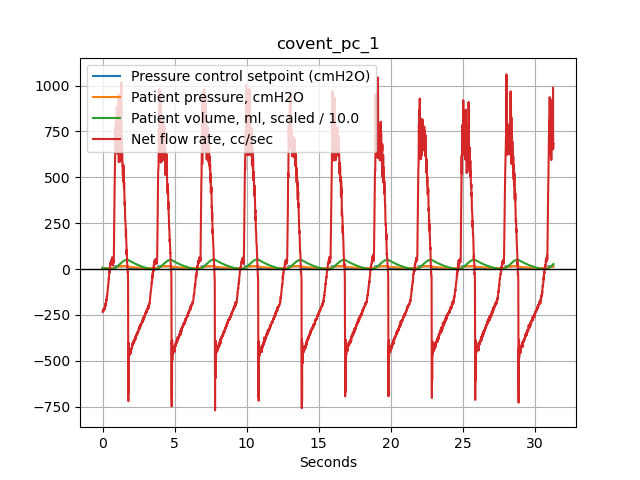 covent_pc_1
Pressure control setpoint (cmH2O)
Patient pressure, cmH2O
Patient volume, ml, scaled / 10.0
Net flow rate, cc/sec
1000
750
500
250
0
−250
−500
−750
0 5 10 15 20 25 30
Seconds